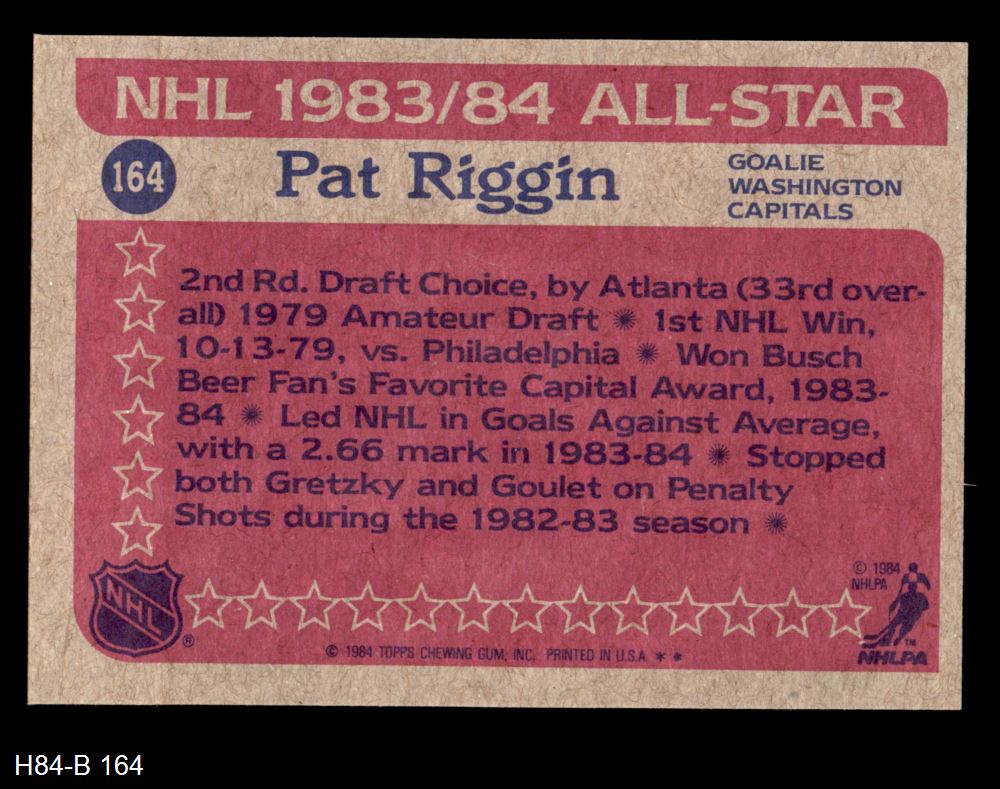 NHL 1983/84 ALL-STAR
164
Pat Riggin
GOALIE
WASHINGTON
CAPITALS
2nd Rd. Draft Choice, by Atlanta (33rd over-
all) 1979 Amateur Draft ✺ 1st NHL Win,
10-13-79, vs. Philadelphia ✺ Won Busch
Beer Fan's Favorite Capital Award, 1983-
84 ✺ Led NHL in Goals Against Average,
with a 2.66 mark in 1983-84 ✺ Stopped
both Gretzky and Goulet on Penalty
Shots during the 1982-83 season ✺
© 1984
NHLPA
NHL ®
TM
NHLPA
© 1984 TOPPS CHEWING GUM, INC. PRINTED IN U.S.A. * *
H84-B 164